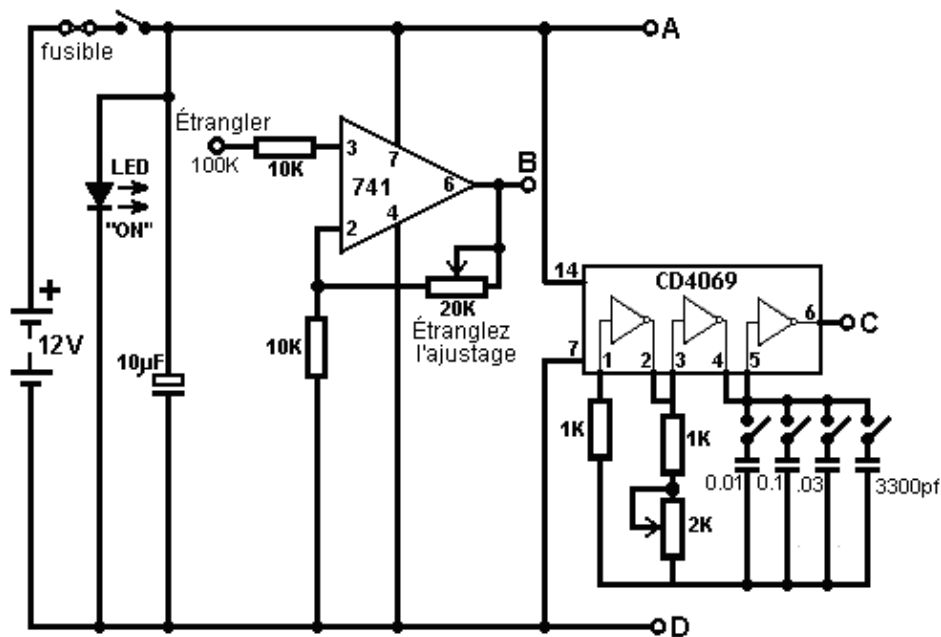 A
fusible
Étrangler
100K
10K
3
7
741
6
B
4
2
LED
"ON"
20K
Étranglez
l'ajustage
10K
+
12V
10µF
14
CD4069
7
1
2
3
4
5
6
C
1K
1K
2K
0.01
0.1
.03
3300pf
D